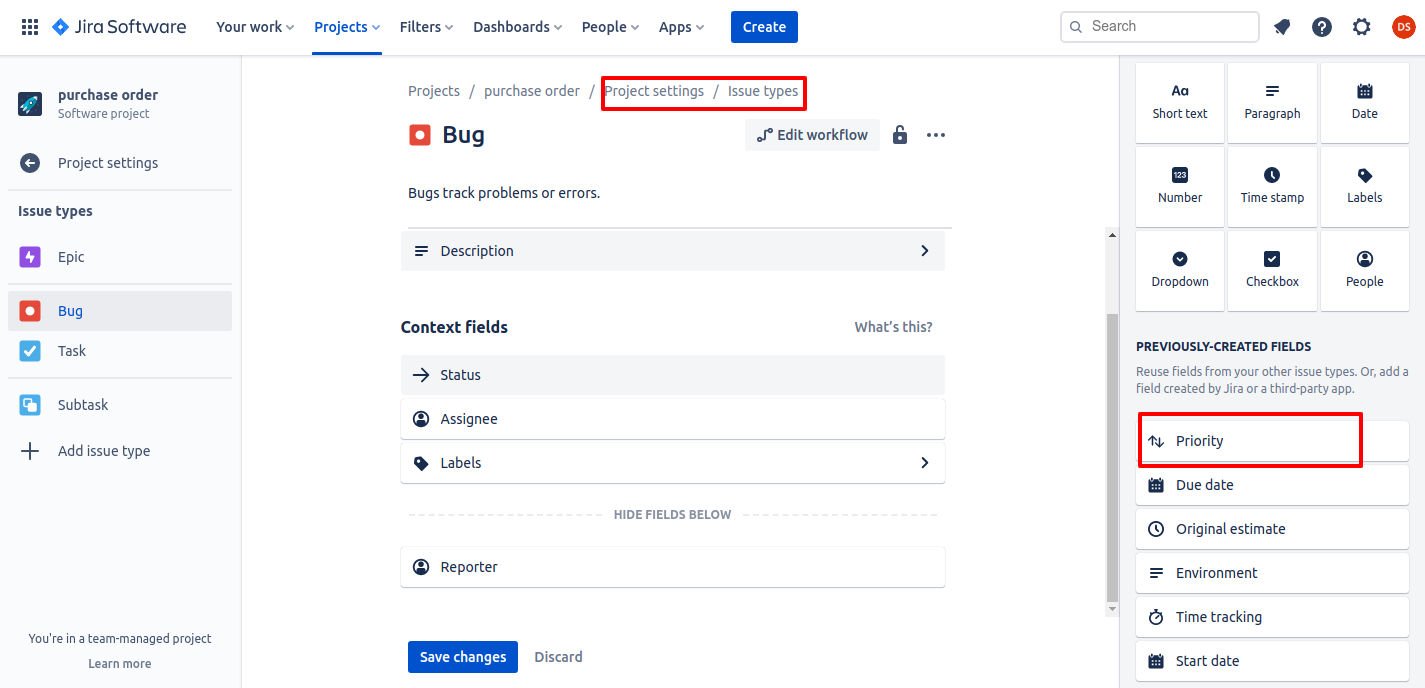 Jira Software Your work Projects Filters Dashboards People Apps Create Search DS
purchase order
Software project
Project settings
Issue types
Epic
Bug
Task
Subtask
Add issue type
You're in a team-managed project
Learn more
Projects / purchase order / Project settings / Issue types
Bug Edit workflow
Bugs track problems or errors.
Description
Context fields What's this?
Status
Assignee
Labels
HIDE FIELDS BELOW
Reporter
Save changes Discard
Aa
Short text Paragraph Date
123
Number Time stamp Labels
Dropdown Checkbox People
PREVIOUSLY-CREATED FIELDS
Reuse fields from your other issue types. Or, add a
field created by Jira or a third-party app.
Priority
Due date
Original estimate
Environment
Time tracking
Start date